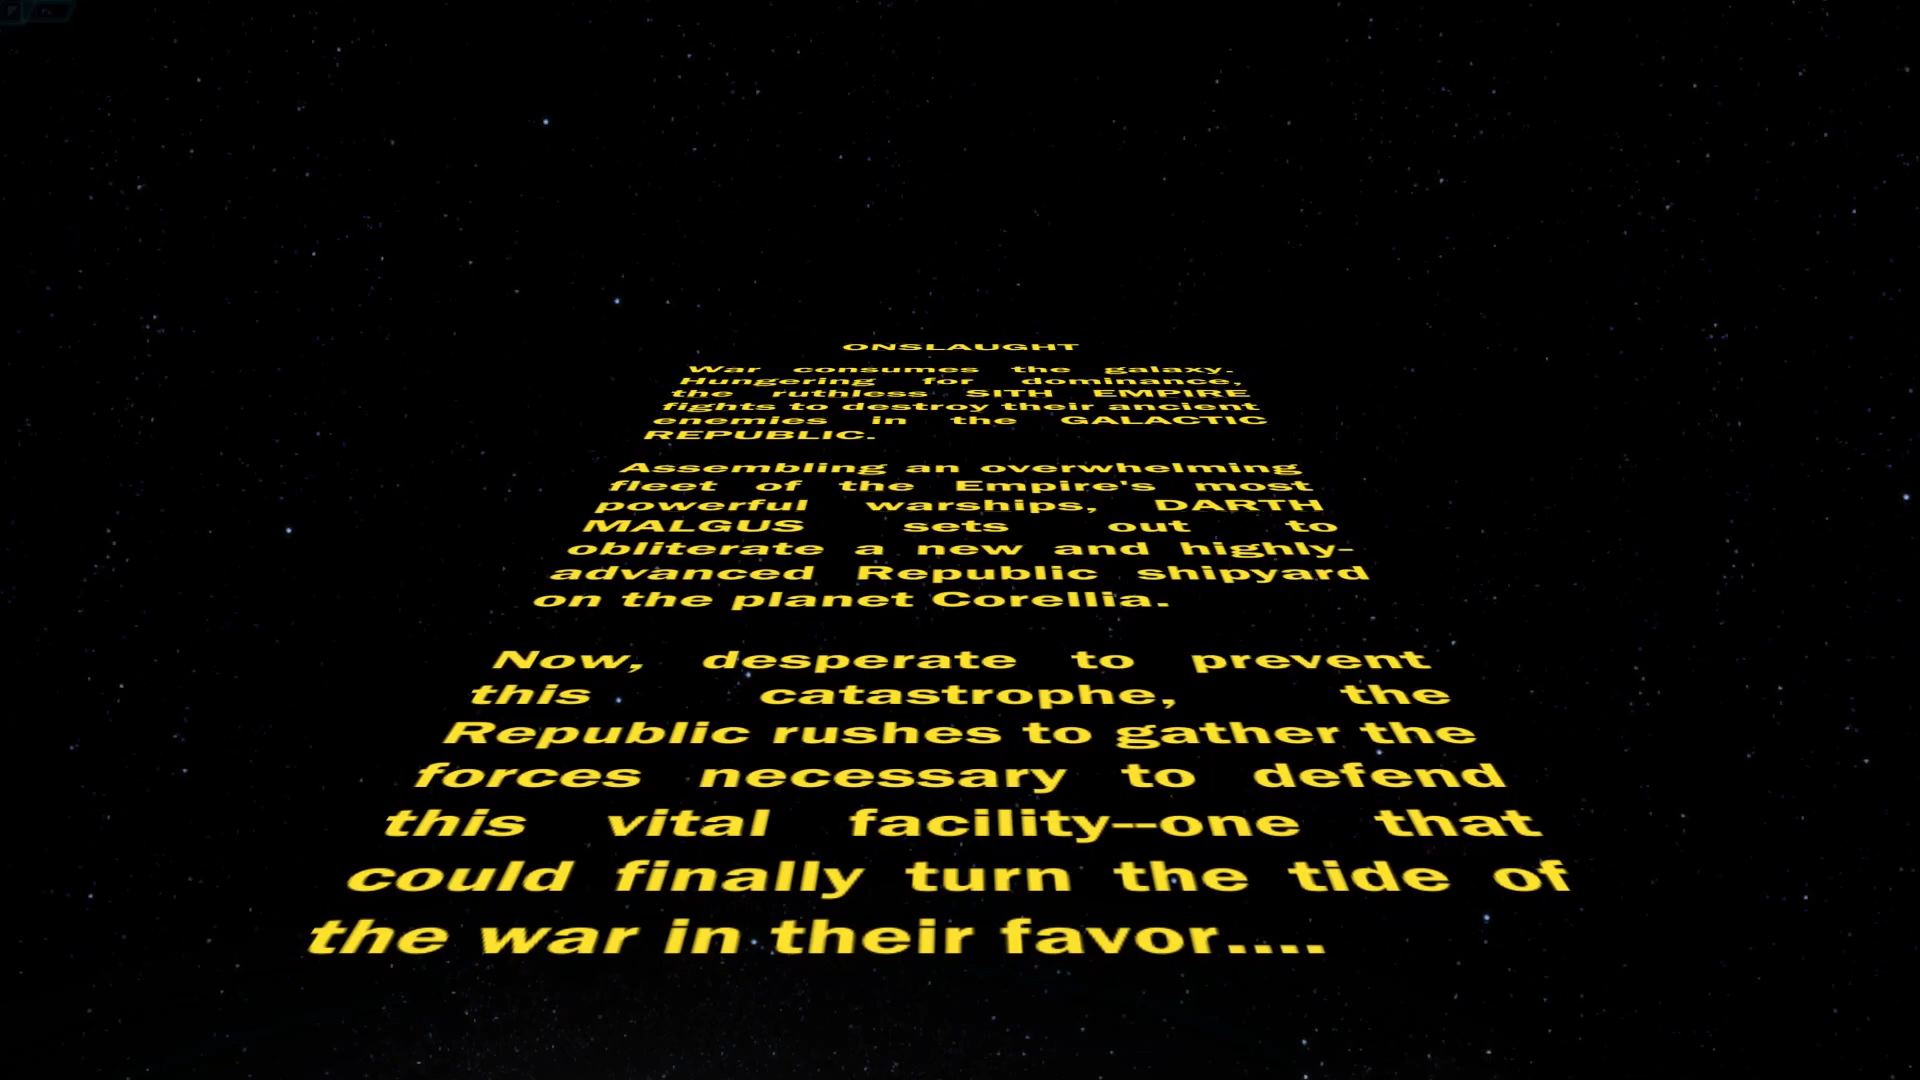 ONSLAUGHT
War consumes the galaxy.
Hungering for dominance,
the ruthless SITH EMPIRE
fights to destroy their ancient
enemies in the GALACTIC
REPUBLIC.
Assembling an overwhelming
fleet of the Empire's most
powerful warships, DARTH
MALGUS sets out to
obliterate a new and highly-
advanced Republic shipyard
on the planet Corellia.
Now, desperate to prevent
this catastrophe, the
Republic rushes to gather the
forces necessary to defend
this vital facility--one that
could finally turn the tide of
the war in their favor....